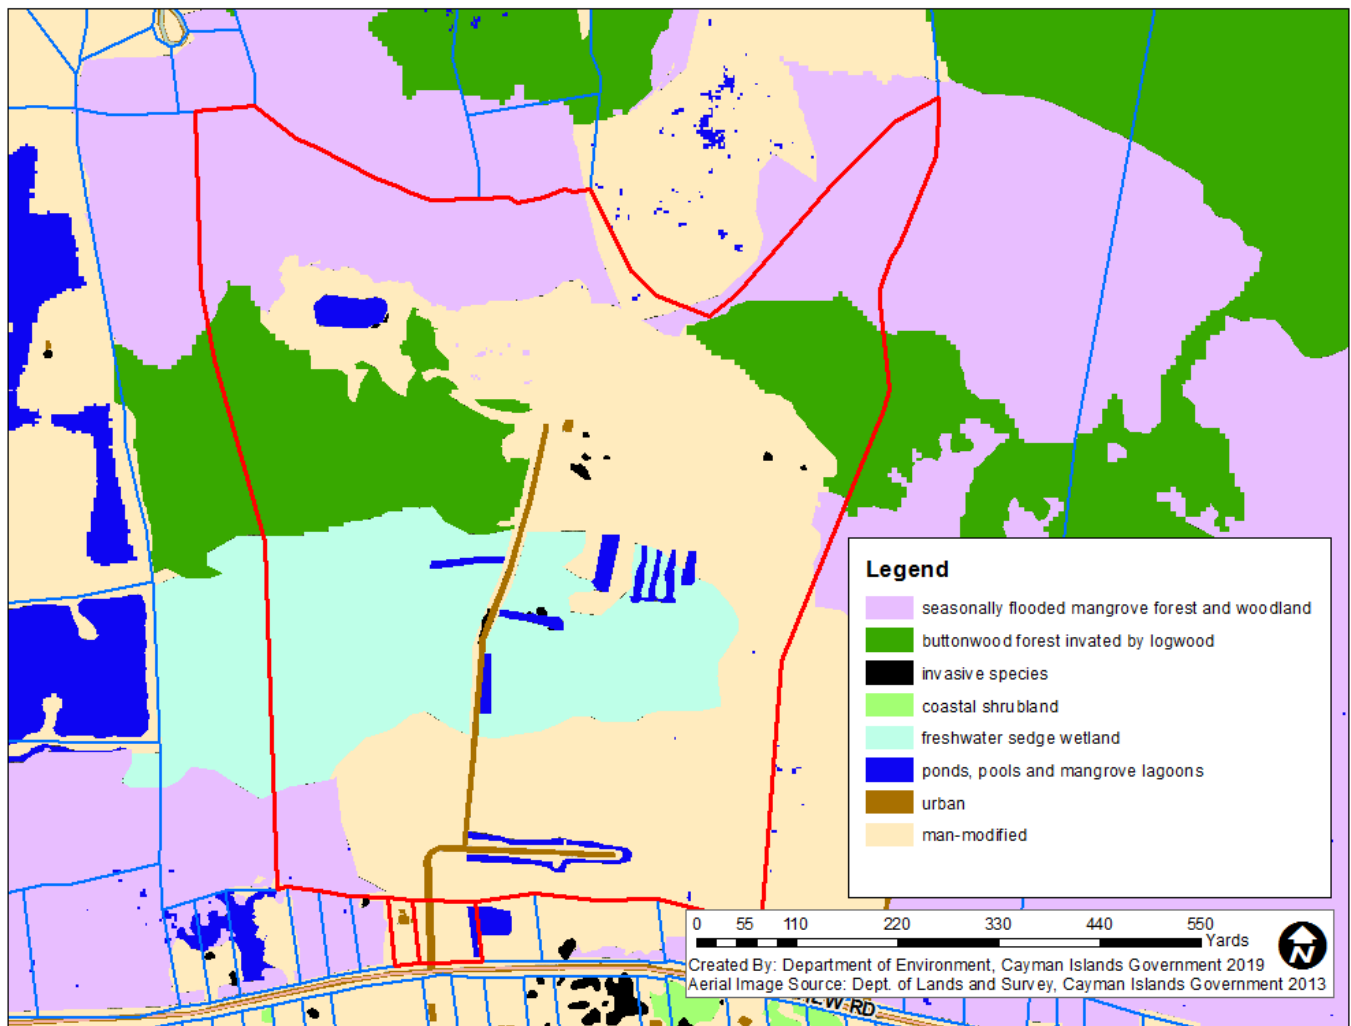 Legend
seasonally flooded mangrove forest and woodland
buttonwood forest invated by logwood
invasive species
coastal shrubland
freshwater sedge wetland
ponds, pools and mangrove lagoons
urban
man-modified
0 55 110 220 330 440 550
Yards
N
Created By: Department of Environment, Cayman Islands Government 2019
Aerial Image Source: Dept. of Lands and Survey, Cayman Islands Government 2013
RD